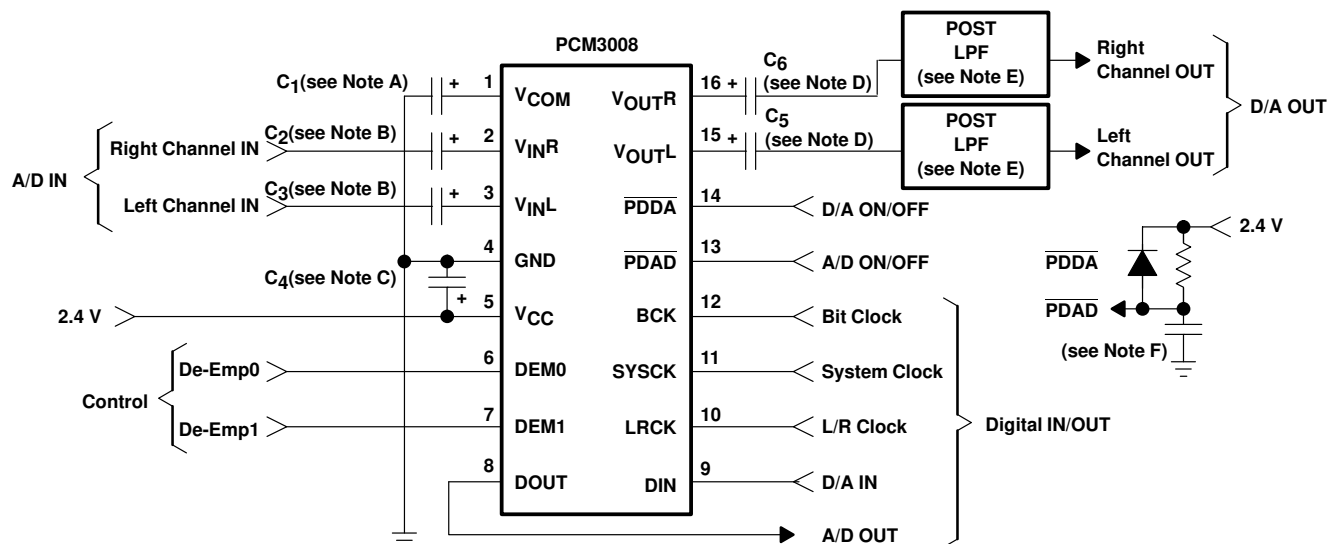 PCM3008
C1(see Note A)
+
1
VCOM
C2(see Note B)
+
2
VINR
Right Channel IN
C3(see Note B)
+
3
VINL
Left Channel IN
A/D IN
4
GND
C4(see Note C)
+
5
VCC
2.4 V
6
DEM0
De-Emp0
Control
7
DEM1
De-Emp1
8
DOUT
VOUTR
16 +
C6
(see Note D)
POST
LPF
(see Note E)
Right
Channel OUT
VOUTL
15 +
C5
(see Note D)
POST
LPF
(see Note E)
Left
Channel OUT
D/A OUT
PDDA
14
D/A ON/OFF
PDAD
13
A/D ON/OFF
BCK
12
Bit Clock
SYSCK
11
System Clock
LRCK
10
L/R Clock
DIN
9
D/A IN
A/D OUT
Digital IN/OUT
2.4 V
PDDA
PDAD
(see Note F)